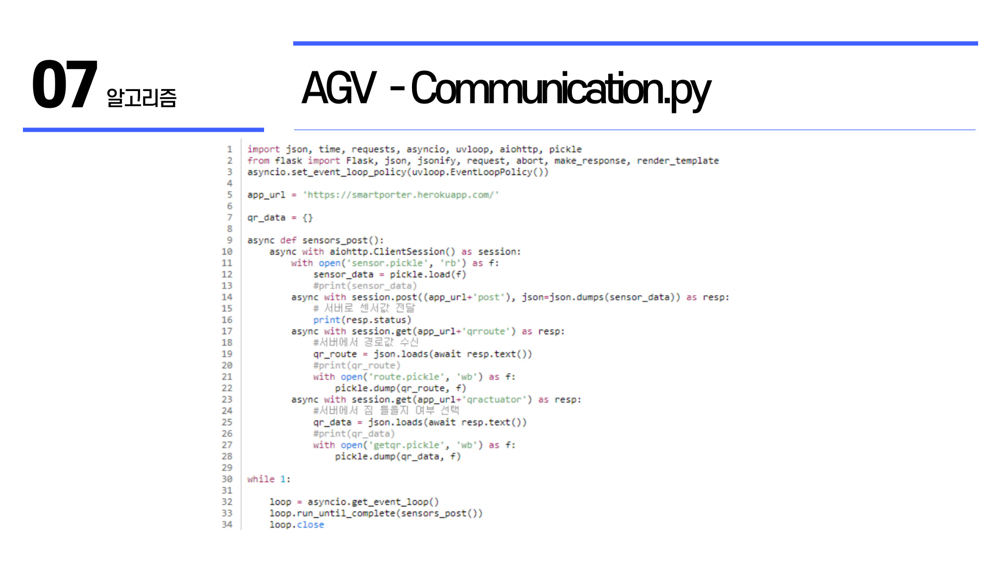 07 알고리즘
AGV - Communication.py
1 import json, time, requests, asyncio, uvloop, aiohttp, pickle
2 from flask import Flask, json, jsonify, request, abort, make_response, render_template
3 asyncio.set_event_loop_policy(uvloop.EventLoopPolicy())
4
5 app_url = 'https://smartporter.herokuapp.com/'
6
7 qr_data = {}
8
9 async def sensors_post():
10     async with aiohttp.ClientSession() as session:
11         with open('sensor.pickle', 'rb') as f:
12             sensor_data = pickle.load(f)
13             #print(sensor_data)
14         async with session.post((app_url+'post'), json=json.dumps(sensor_data)) as resp:
15             # 서버로 센서값 전달
16             print(resp.status)
17         async with session.get(app_url+'qrroute') as resp:
18             #서버에서 경로값 수신
19             qr_route = json.loads(await resp.text())
20             #print(qr_route)
21             with open('route.pickle', 'wb') as f:
22                 pickle.dump(qr_route, f)
23         async with session.get(app_url+'qractuator') as resp:
24             #서버에서 짐 들을지 여부 선택
25             qr_data = json.loads(await resp.text())
26             #print(qr_data)
27             with open('getqr.pickle', 'wb') as f:
28                 pickle.dump(qr_data, f)
29
30 while 1:
31
32     loop = asyncio.get_event_loop()
33     loop.run_until_complete(sensors_post())
34     loop.close